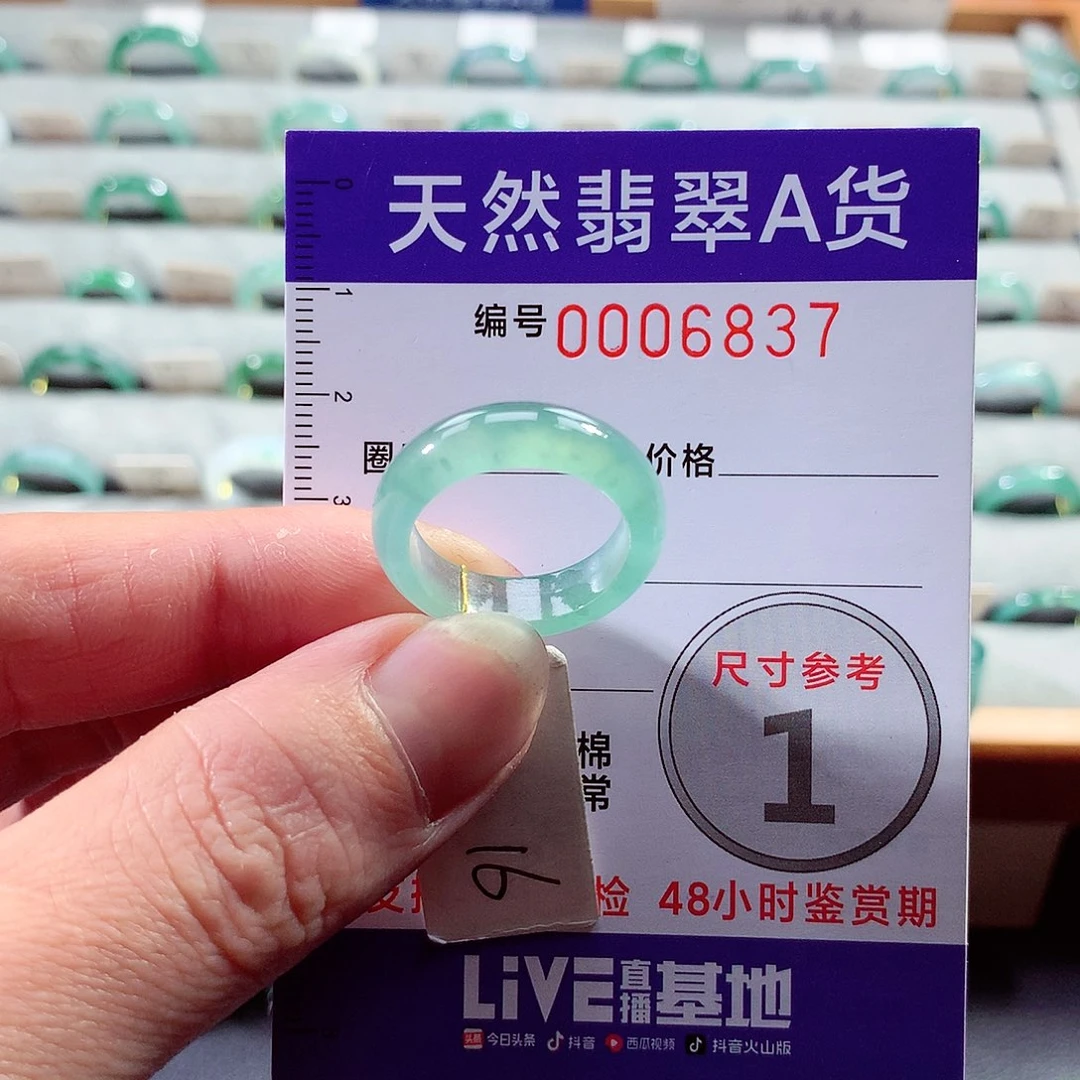 天然翡翠A货
0
1
2
3
编号0006837
圈 价格
尺寸参考
1
棉
常
91
检 48小时鉴赏期
LiVE直播基地
今日头条 抖音 西瓜视频 抖音火山版